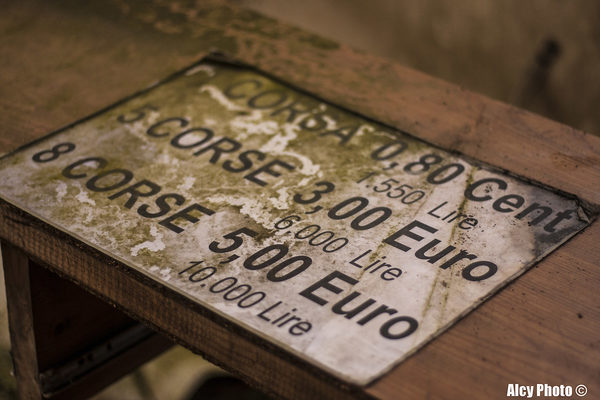 CORSA 0,80 Cent
1.550 Lire
5 CORSE 3,00 Euro
6.000 Lire
8 CORSE 5,00 Euro
10.000 Lire
Alcy Photo ©